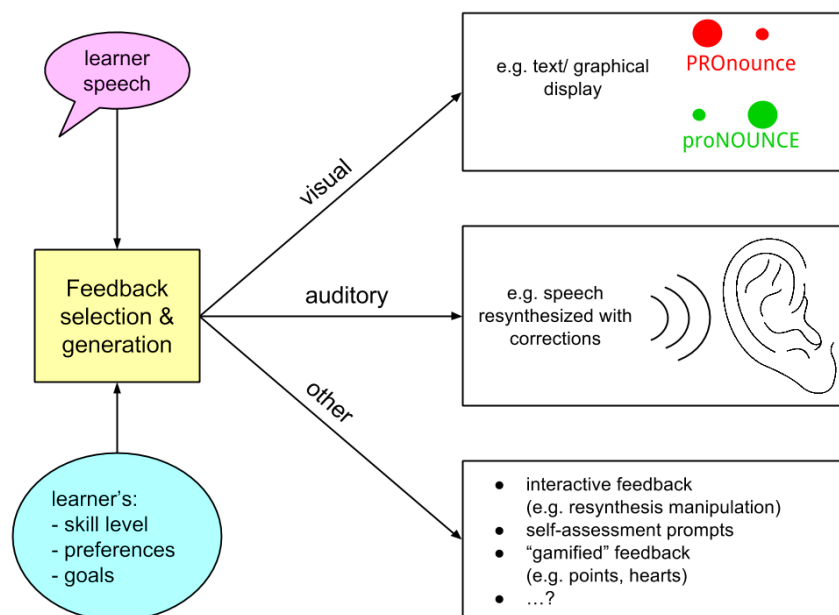 learner
speech
Feedback
selection &
generation
learner's:
- skill level
- preferences
- goals
visual
auditory
other
e.g. text/ graphical
display
PROnounce
proNOUNCE
e.g. speech
resynthesized with
corrections
● interactive feedback
(e.g. resynthesis manipulation)
● self-assessment prompts
● “gamified” feedback
(e.g. points, hearts)
● ...?